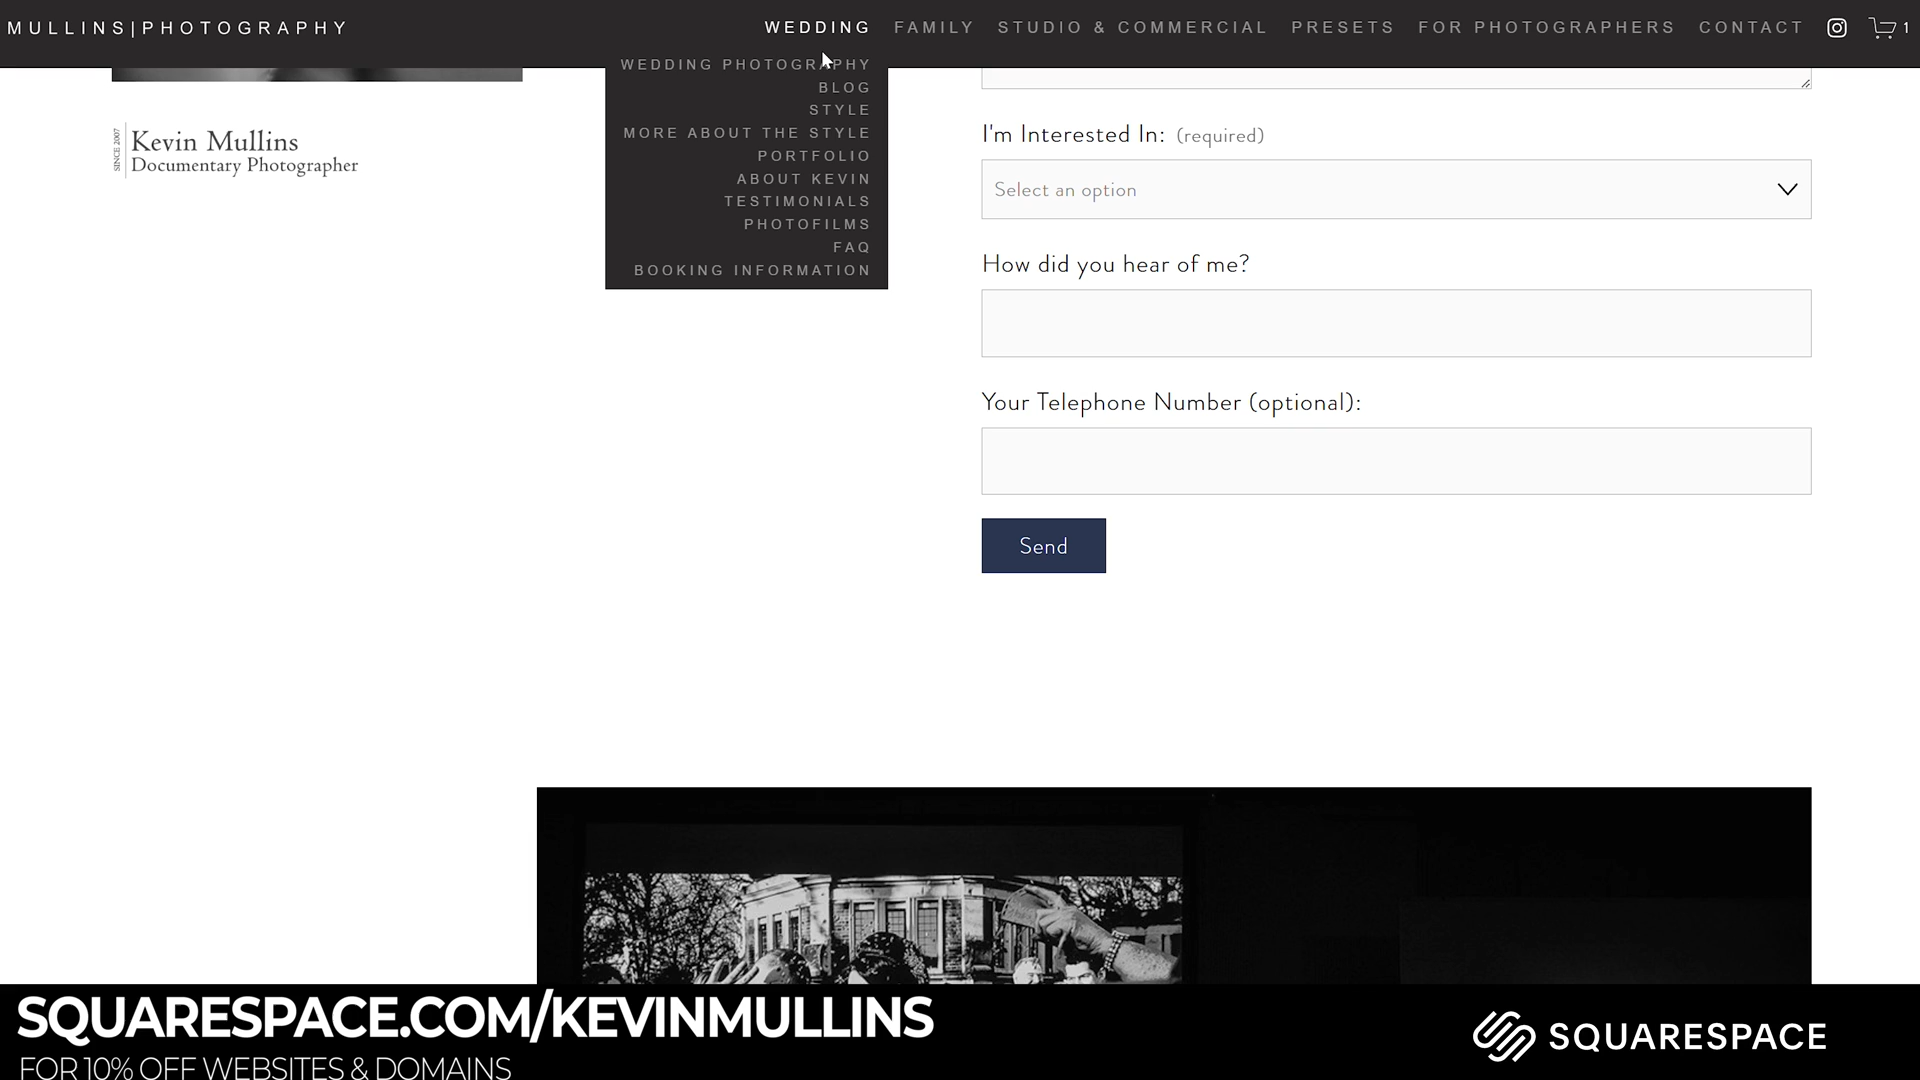 MULLINS|PHOTOGRAPHY
WEDDING FAMILY STUDIO & COMMERCIAL PRESETS FOR PHOTOGRAPHERS CONTACT 1
WEDDING PHOTOGRAPHY
BLOG
STYLE
MORE ABOUT THE STYLE
PORTFOLIO
ABOUT KEVIN
TESTIMONIALS
PHOTOFILMS
FAQ
BOOKING INFORMATION
SINCE 2007
Kevin Mullins
Documentary Photographer
I'm Interested In: (required)
Select an option
How did you hear of me?
Your Telephone Number (optional):
Send
SQUARESPACE.COM/KEVINMULLINS
FOR 10% OFF WEBSITES & DOMAINS
SQUARESPACE